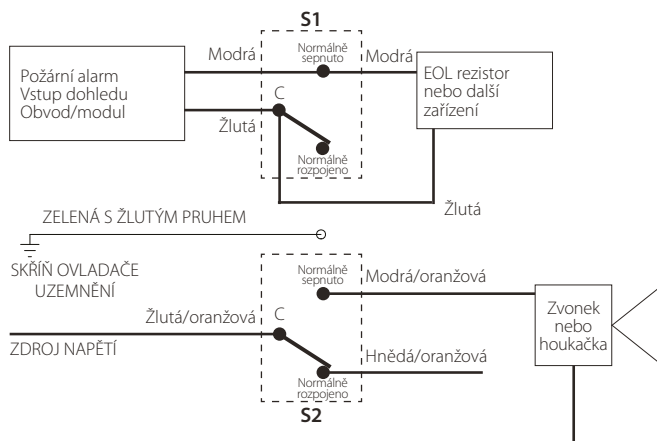 S1
Modrá
Normálně
sepnuto
Modrá
Požární alarm
Vstup dohledu
Obvod/modul
EOL rezistor
nebo další
zařízení
C
Žlutá
Normálně
rozpojeno
Žlutá
ZELENÁ S ŽLUTÝM PRUHEM
SKŘÍŇ OVLADAČE
UZEMNĚNÍ
Normálně
sepnuto
Modrá/oranžová
Žlutá/oranžová
C
Zvonek
nebo
houkačka
ZDROJ NAPĚTÍ
Hnědá/oranžová
Normálně
rozpojeno
S2